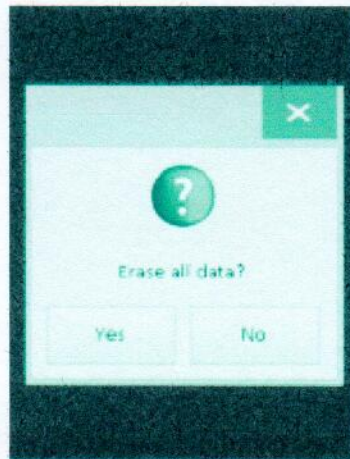 ?
Erase all data?
Yes
No